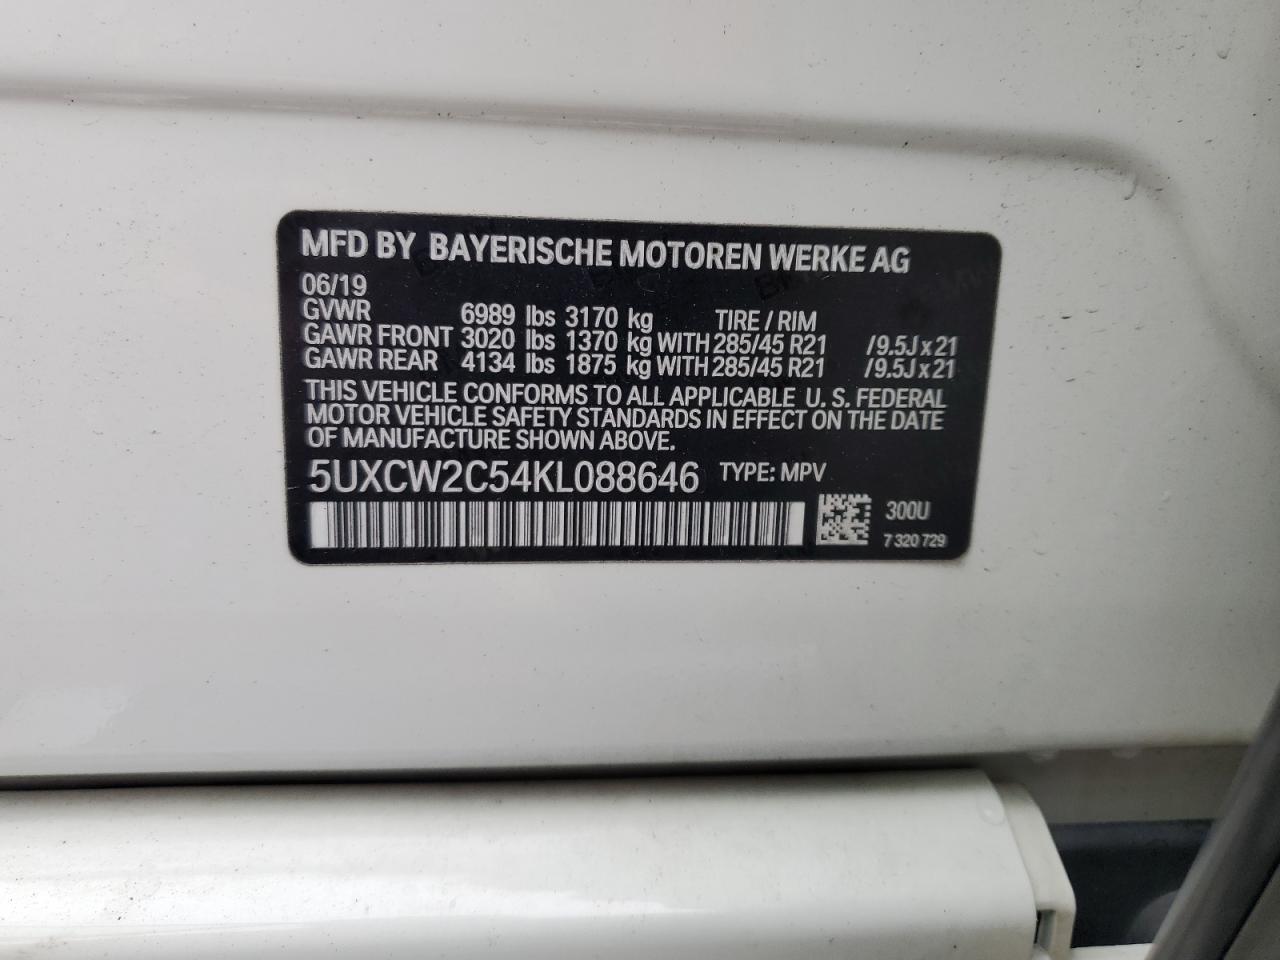 MFD BY BAYERISCHE MOTOREN WERKE AG
06/19
GVWR 6989 lbs 3170 kg TIRE / RIM
GAWR FRONT 3020 lbs 1370 kg WITH 285/45 R21 /9.5J x 21
GAWR REAR 4134 lbs 1875 kg WITH 285/45 R21 /9.5J x 21
THIS VEHICLE CONFORMS TO ALL APPLICABLE U. S. FEDERAL
MOTOR VEHICLE SAFETY STANDARDS IN EFFECT ON THE DATE
OF MANUFACTURE SHOWN ABOVE.
5UXCW2C54KL088646 TYPE: MPV
300U
7 320 729